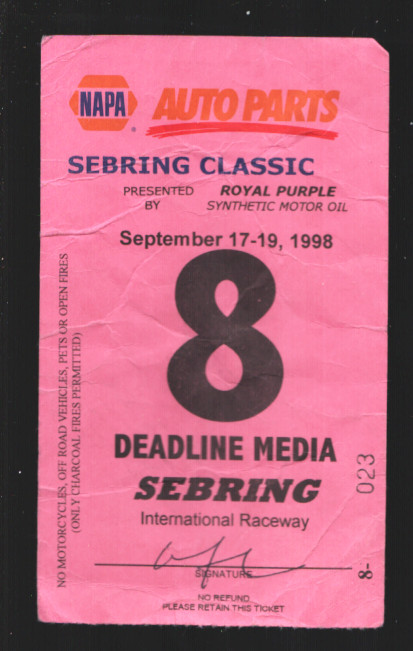 NAPA AUTO PARTS
SEBRING CLASSIC
PRESENTED ROYAL PURPLE
BY SYNTHETIC MOTOR OIL
September 17-19, 1998
8
DEADLINE MEDIA
SEBRING
International Raceway
SIGNATURE
NO REFUND
PLEASE RETAIN THIS TICKET
NO MOTORCYCLES, OFF ROAD VEHICLES, PETS OR OPEN FIRES
(ONLY CHARCOAL FIRES PERMITTED)
8- 023